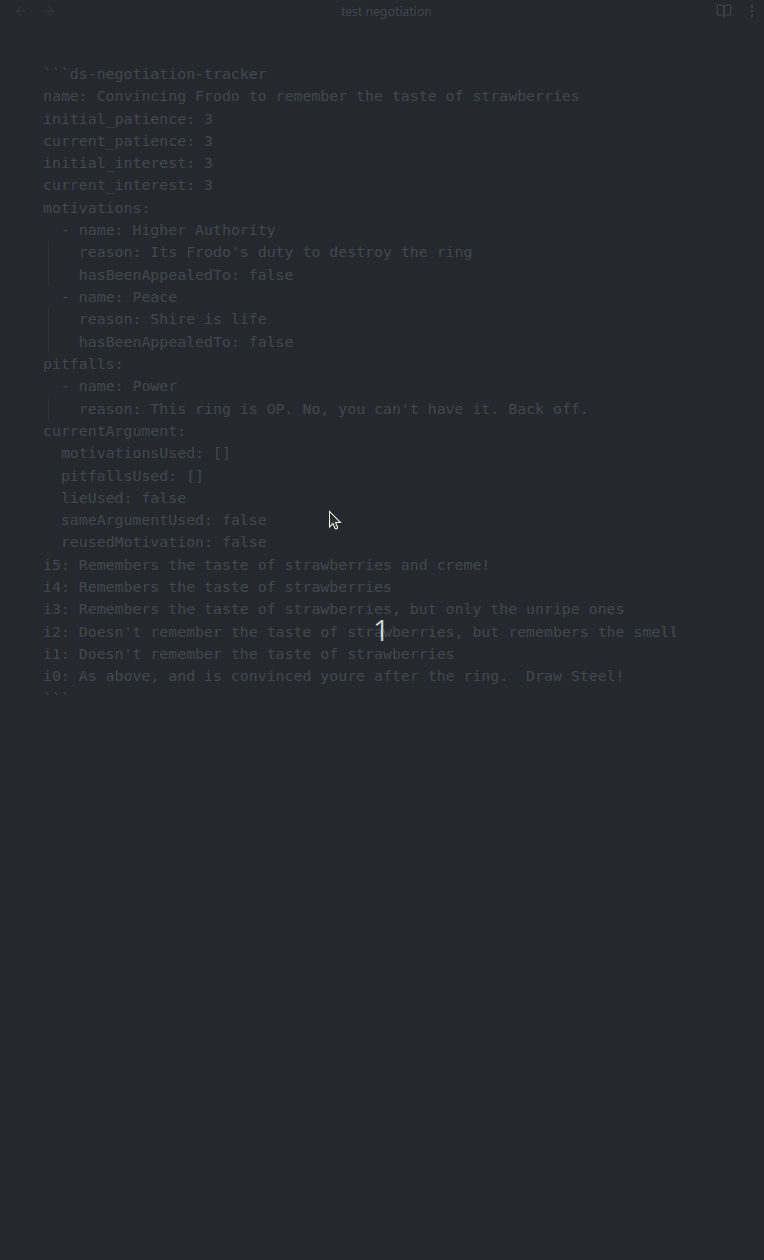 test negotiation
```ds-negotiation-tracker
name: Convincing Frodo to remember the taste of strawberries
initial_patience: 3
current_patience: 3
initial_interest: 3
current_interest: 3
motivations:
  - name: Higher Authority
    reason: Its Frodo's duty to destroy the ring
    hasBeenAppealedTo: false
  - name: Peace
    reason: Shire is life
    hasBeenAppealedTo: false
pitfalls:
  - name: Power
    reason: This ring is OP. No, you can't have it. Back off.
currentArgument:
  motivationsUsed: []
  pitfallsUsed: []
  lieUsed: false
  sameArgumentUsed: false
  reusedMotivation: false
i5: Remembers the taste of strawberries and creme!
i4: Remembers the taste of strawberries
i3: Remembers the taste of strawberries, but only the unripe ones
1
i2: Doesn't remember the taste of strawberries, but remembers the smell
i1: Doesn't remember the taste of strawberries
i0: As above, and is convinced youre after the ring.  Draw Steel!
```